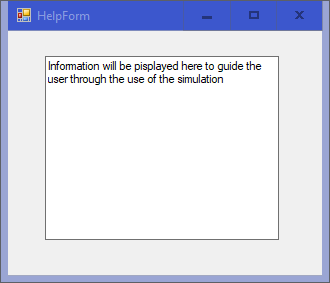 HelpForm
Information will be pisplayed here to guide the
user through the use of the simulation